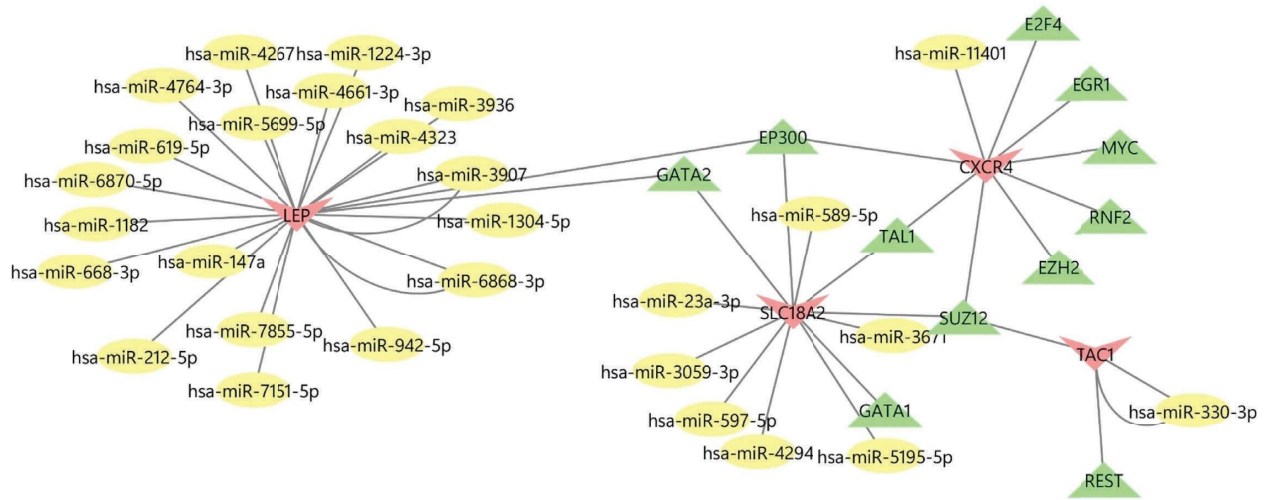 E2F4
hsa-miR-4267
hsa-miR-1224-3p
hsa-miR-11401
hsa-miR-4764-3p
hsa-miR-4661-3p
EGR1
hsa-miR-3936
hsa-miR-5699-5p
hsa-miR-4323
EP300
hsa-miR-619-5p
MYC
CXCR4
hsa-miR-6870-5p
hsa-miR-3907
GATA2
LEP
hsa-miR-589-5p
RNF2
hsa-miR-1182
hsa-miR-1304-5p
TAL1
hsa-miR-147a
EZH2
hsa-miR-668-3p
hsa-miR-6868-3p
hsa-miR-23a-3p
SLC18A2
SUZ12
hsa-miR-7855-5p
hsa-miR-942-5p
hsa-miR-3671
hsa-miR-212-5p
TAC1
hsa-miR-3059-3p
hsa-miR-7151-5p
GATA1
hsa-miR-330-3p
hsa-miR-597-5p
hsa-miR-4294
hsa-miR-5195-5p
REST